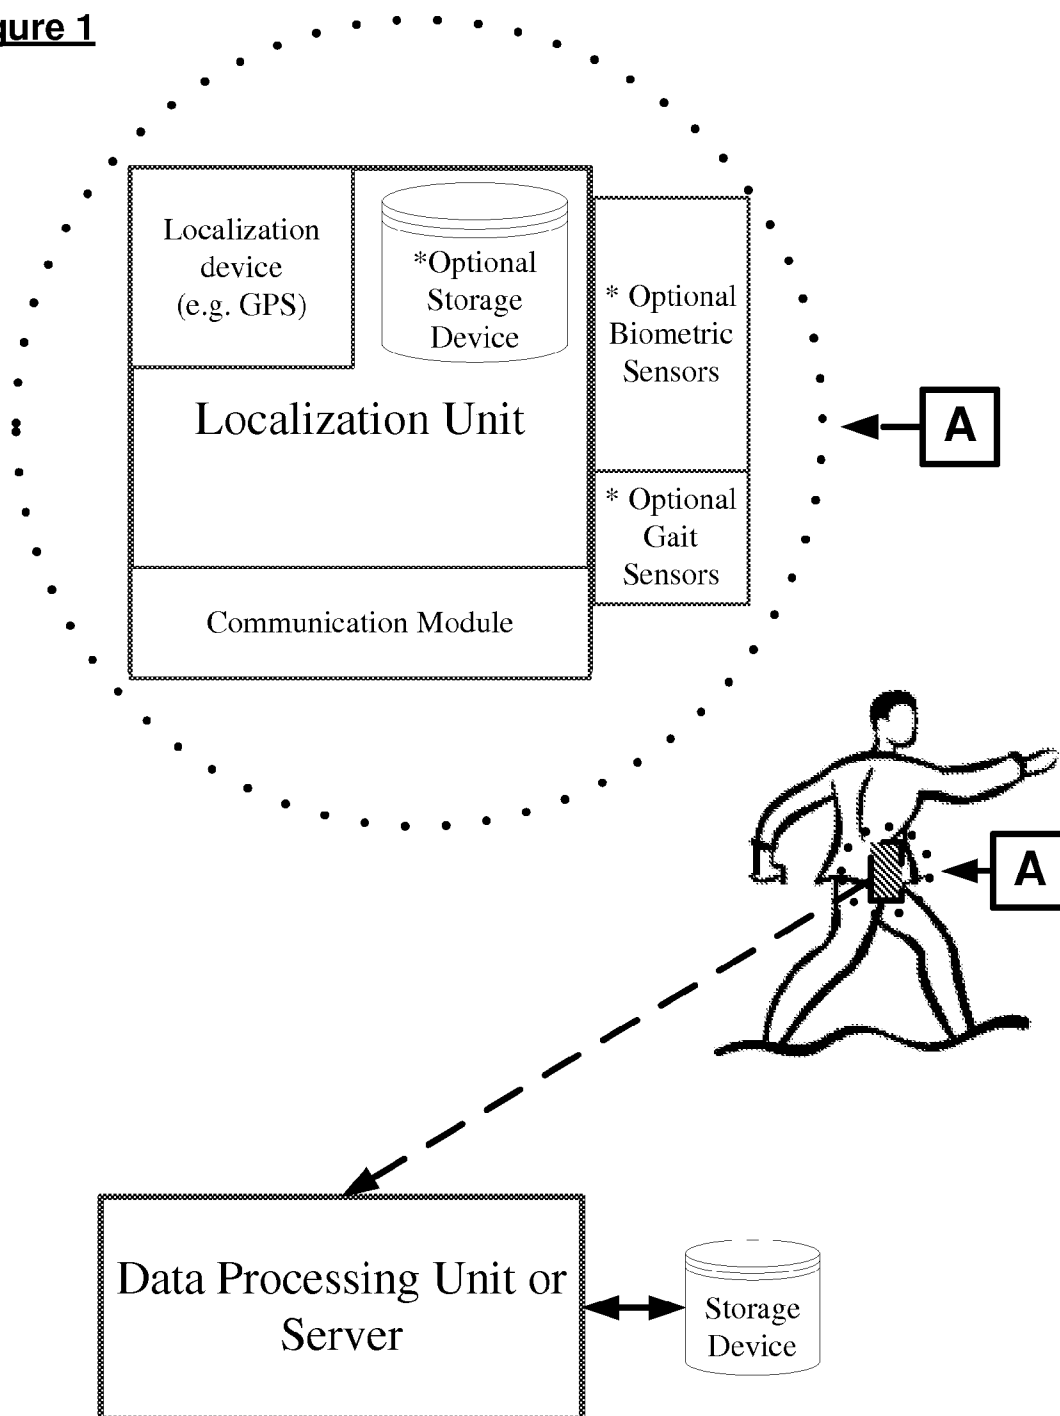 gure 1
Localization
device
(e.g. GPS)
*Optional
Storage
Device
* Optional
Biometric
Sensors
Localization Unit
A
* Optional
Gait
Sensors
Communication Module
A
Data Processing Unit or
Server
Storage
Device